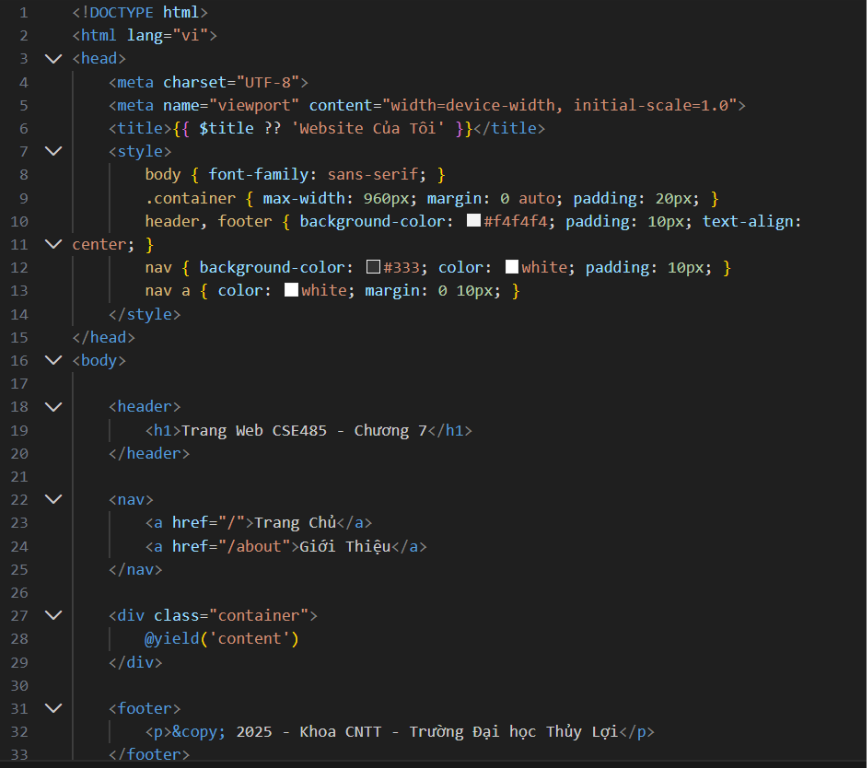 1 <!DOCTYPE html>
2 <html lang="vi">
3 <head>
4 <meta charset="UTF-8">
5 <meta name="viewport" content="width=device-width, initial-scale=1.0">
6 <title>{{ $title ?? 'Website Của Tôi' }}</title>
7 <style>
8 body { font-family: sans-serif; }
9 .container { max-width: 960px; margin: 0 auto; padding: 20px; }
10 header, footer { background-color: #f4f4f4; padding: 10px; text-align:
11 center; }
12 nav { background-color: #333; color: white; padding: 10px; }
13 nav a { color: white; margin: 0 10px; }
14 </style>
15 </head>
16 <body>
17
18 <header>
19 <h1>Trang Web CSE485 - Chương 7</h1>
20 </header>
21
22 <nav>
23 <a href="/">Trang Chủ</a>
24 <a href="/about">Giới Thiệu</a>
25 </nav>
26
27 <div class="container">
28 @yield('content')
29 </div>
30
31 <footer>
32 <p>&copy; 2025 - Khoa CNTT - Trường Đại học Thủy Lợi</p>
33 </footer>